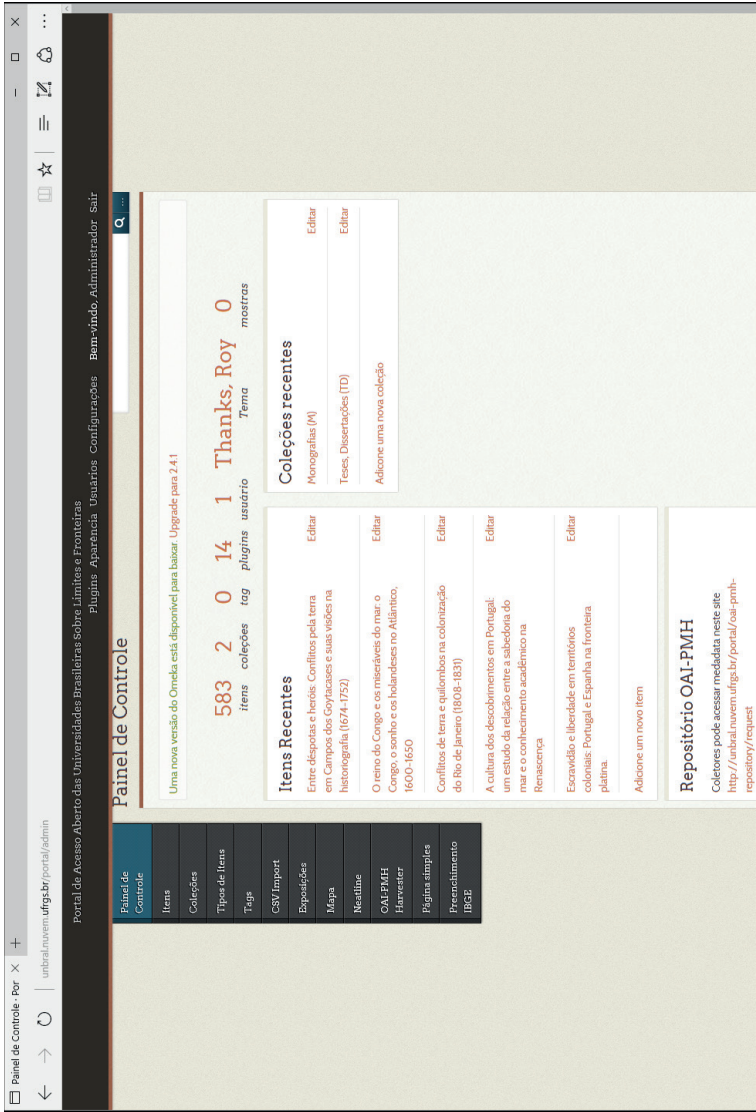 Painel de Controle · Por
unbral.nuvem.ufrgs.br/portal/admin
Portal de Acesso Aberto das Universidades Brasileiras Sobre Limites e Fronteiras
Plugins Aparência Usuários Configurações Bem-vindo, Administrador Sair
Painel de
Controle
Itens
Coleções
Tipos de Itens
Tags
CSV Import
Exposições
Mapa
Neatline
OAI-PMH
Harvester
Página simples
Preenchimento
IBGE
Painel de Controle
Uma nova versão do Omeka está disponível para baixar. Upgrade para 2.4.1
583 2 0 14 1 Thanks, Roy 0
itens coleções tag plugins usuário Tema mostras
Itens Recentes
Entre despotas e heróis: Conflitos pela terra
em Campos dos Goytacases e suas visões na
historiografia (1674-1752)
Editar
O reino do Congo e os miseráveis do mar: o
Congo, o sonho e os holandeses no Atlântico,
1600-1650
Editar
Conflitos de terra e quilombos na colonização
do Rio de Janeiro (1808-1831)
Editar
A cultura dos descobrimentos em Portugal:
um estudo da relação entre a sabedoria do
mar e o conhecimento acadêmico na
Renascença
Editar
Escravidão e liberdade em territórios
coloniais: Portugal e Espanha na fronteira
platina.
Editar
Adicione um novo item
Coleções recentes
Monografias (M) Editar
Teses, Dissertações (TD) Editar
Adicione uma nova coleção
Repositório OAI-PMH
Coletores pode acessar medadata neste site
http://unbral.nuvem.ufrgs.br/portal/oai-pmh-
repository/request